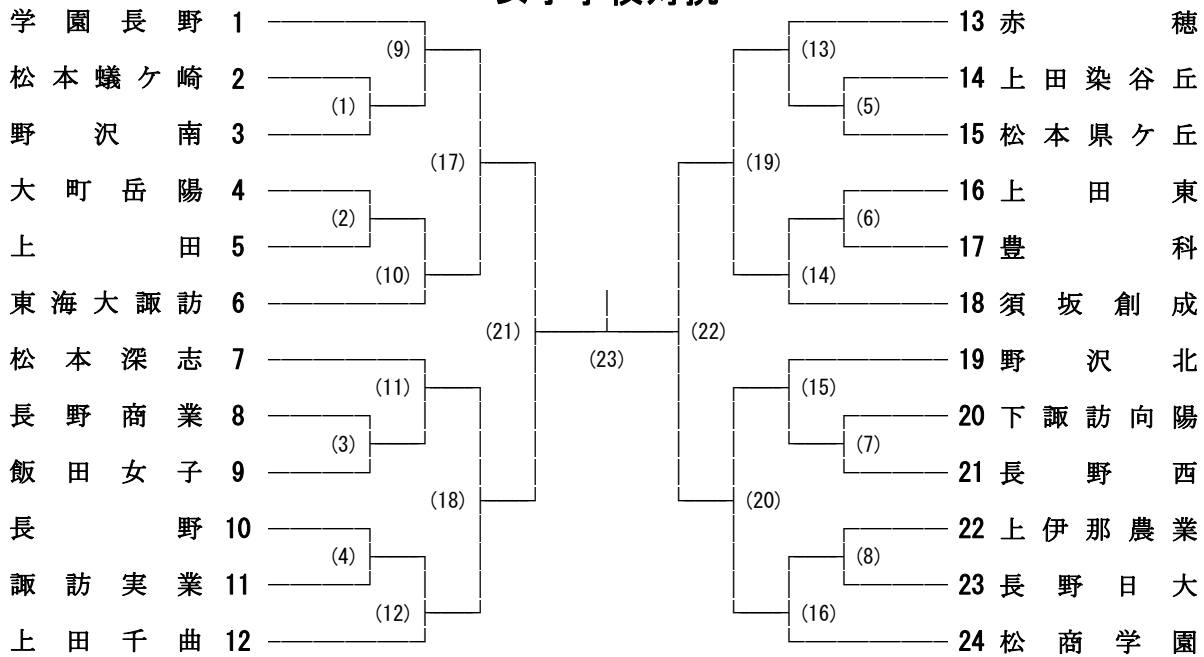 学園長野 1
(9)
松本蟻ケ崎 2
(1)
野沢南 3
(17)
大町岳陽 4
(2)
上田 5
(10)
東海大諏訪 6
(21)
松本深志 7
(11)
長野商業 8
(3)
飯田女子 9
(18)
長野 10
(4)
諏訪実業 11
(12)
上田千曲 12
(23)
13 赤穂
(13)
14 上田染谷丘
(5)
15 松本県ケ丘
(19)
16 上田東
(6)
17 豊科
(14)
18 須坂創成
(22)
19 野沢北
(15)
20 下諏訪向陽
(7)
21 長野西
(20)
22 上伊那農業
(8)
23 長野日大
(16)
24 松商学園